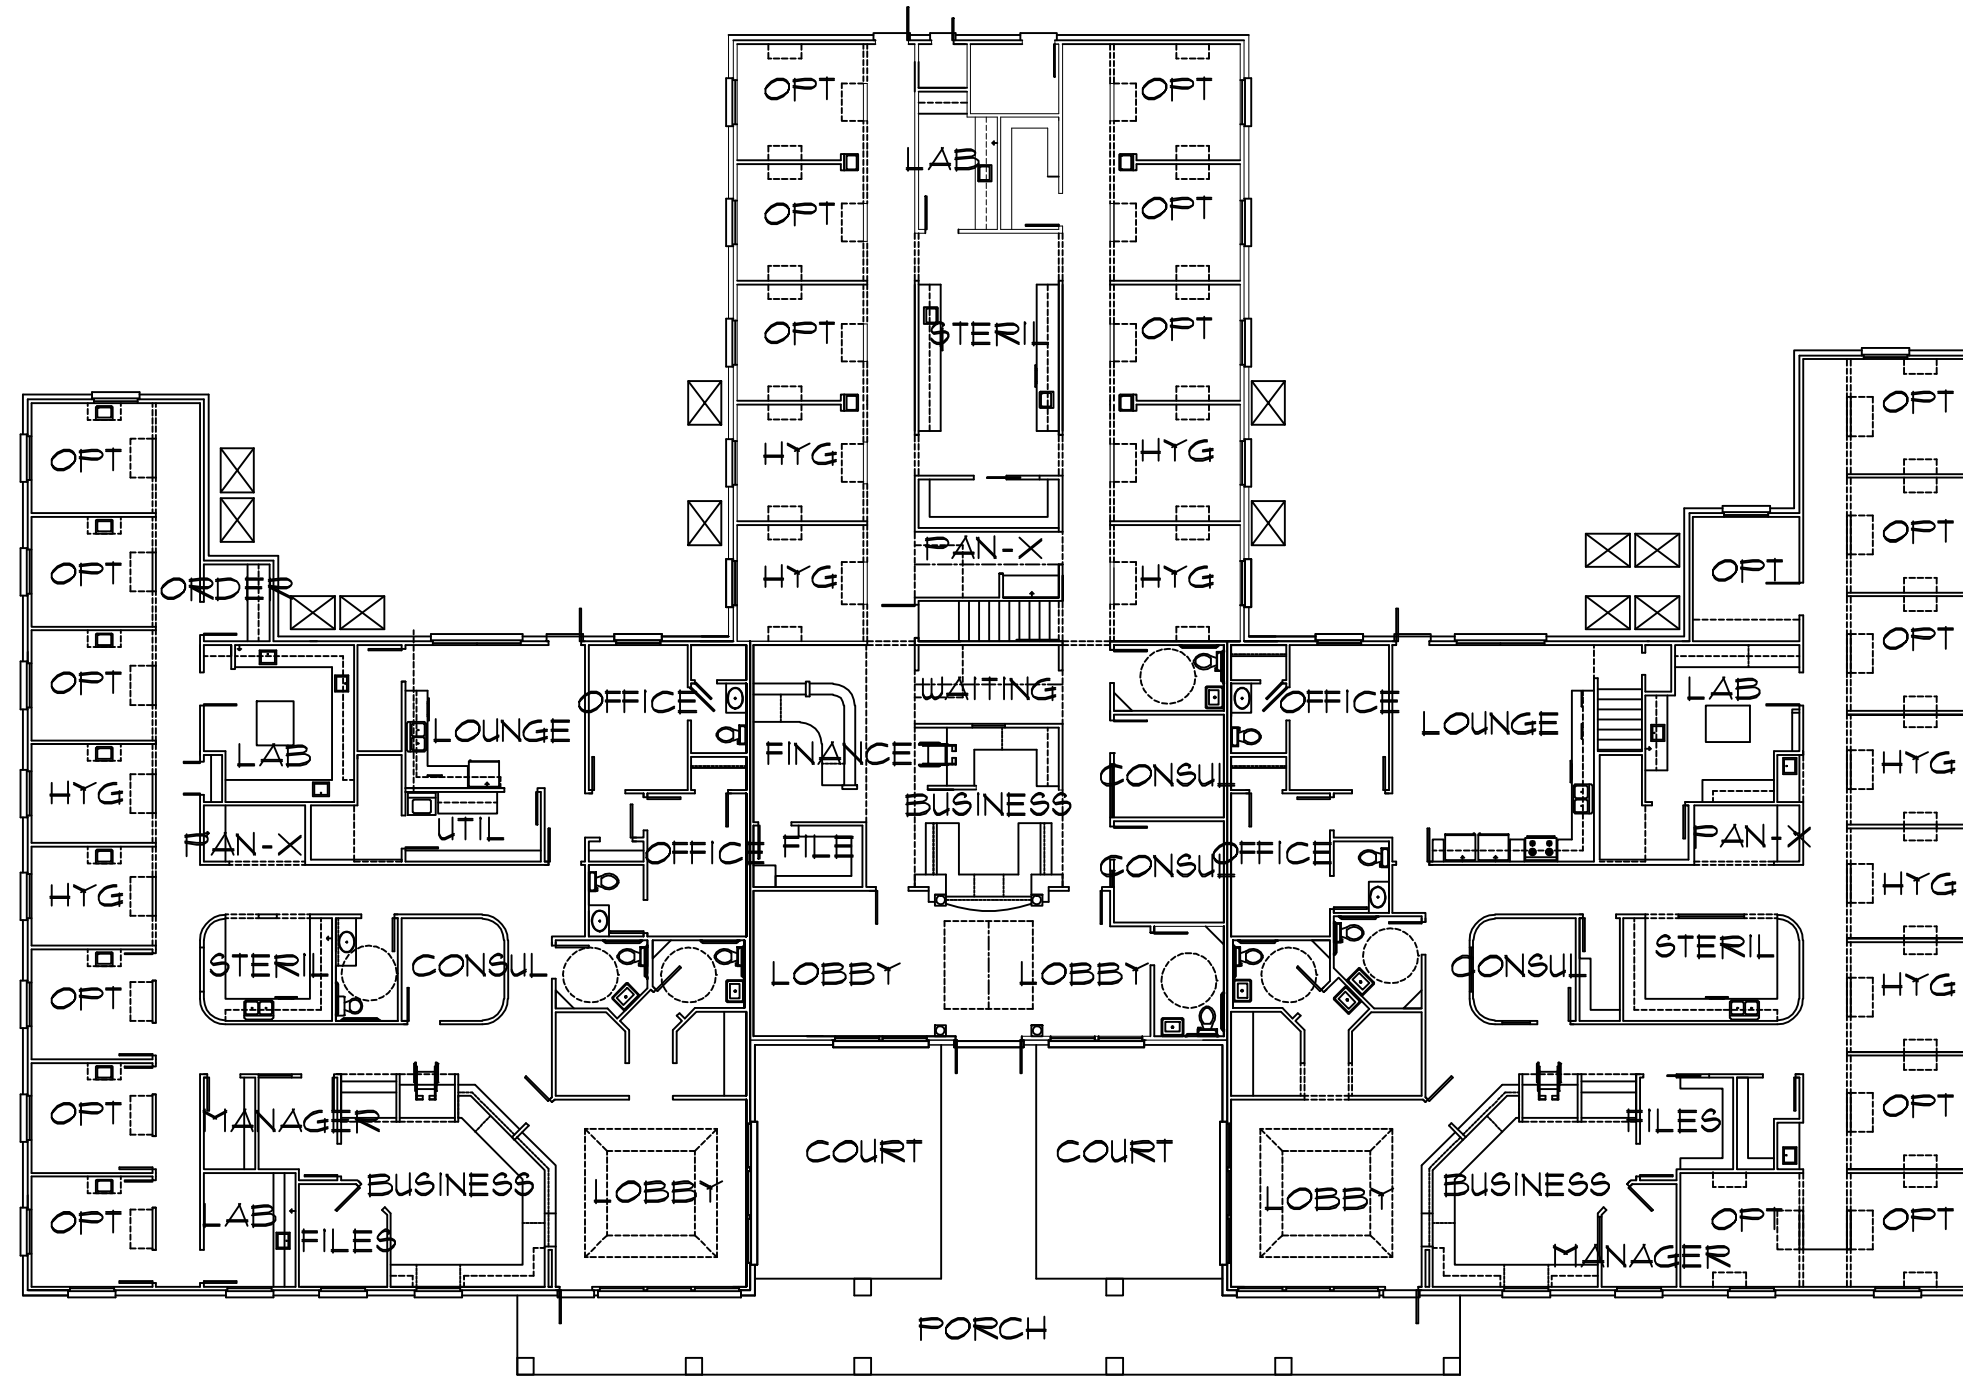 OPT
OPT
LAB
OPT
OPT
STERIL
OPT
OPT
OPT
HYG
HYG
OPT
OPT
PAN-X
OPT
HYG
HYG
OPT
OPT
ORDER
OPT
OPT
WAITING
LAB
OFFICE
OFFICE
LOUNGE
LOUNGE
LAB
FINANCE
HYG
HYG
CONSUL
BUSINESS
UTIL
PAN-X
PAN-X
OFFICE
FILE
CONSUL
OFFICE
HYG
HYG
STERIL
STERIL
CONSUL
CONSUL
LOBBY
LOBBY
OPT
HYG
OPT
MANAGER
FILES
OPT
COURT
COURT
BUSINESS
BUSINESS
LOBBY
LOBBY
OPT
LAB
OPT
OPT
FILES
MANAGER
PORCH